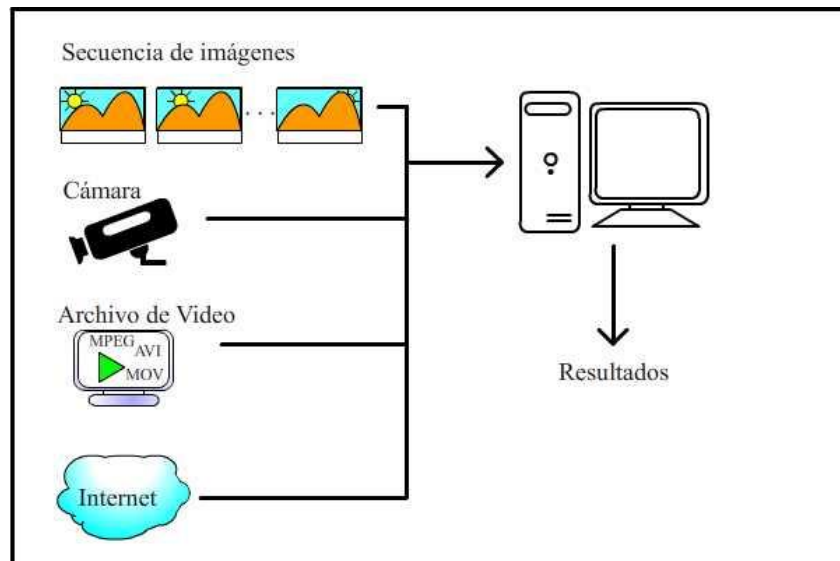 Secuencia de imágenes
Cámara
Archivo de Video
MPEG
AVI
MOV
Internet
Resultados